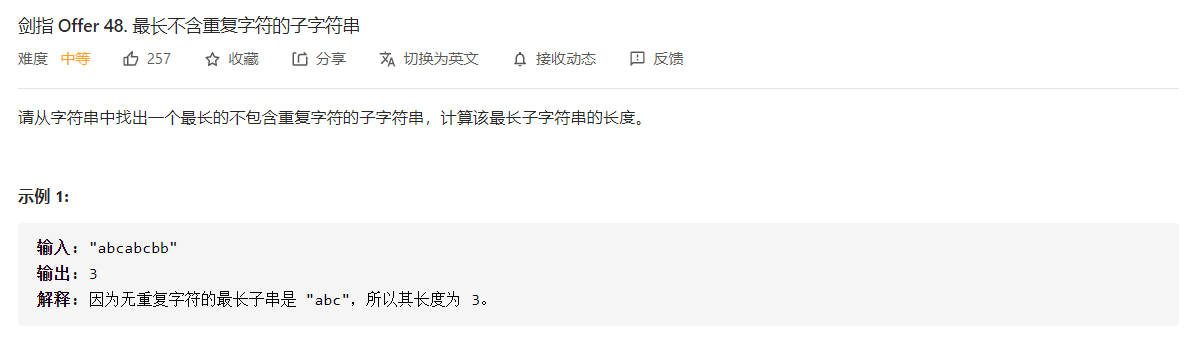 剑指 Offer 48. 最长不含重复字符的子字符串
难度 中等 257 收藏 分享 切换为英文 接收动态 反馈
请从字符串中找出一个最长的不包含重复字符的子字符串，计算该最长子字符串的长度。
示例 1:
输入: "abcabcbb"
输出: 3
解释: 因为无重复字符的最长子串是 "abc"，所以其长度为 3。